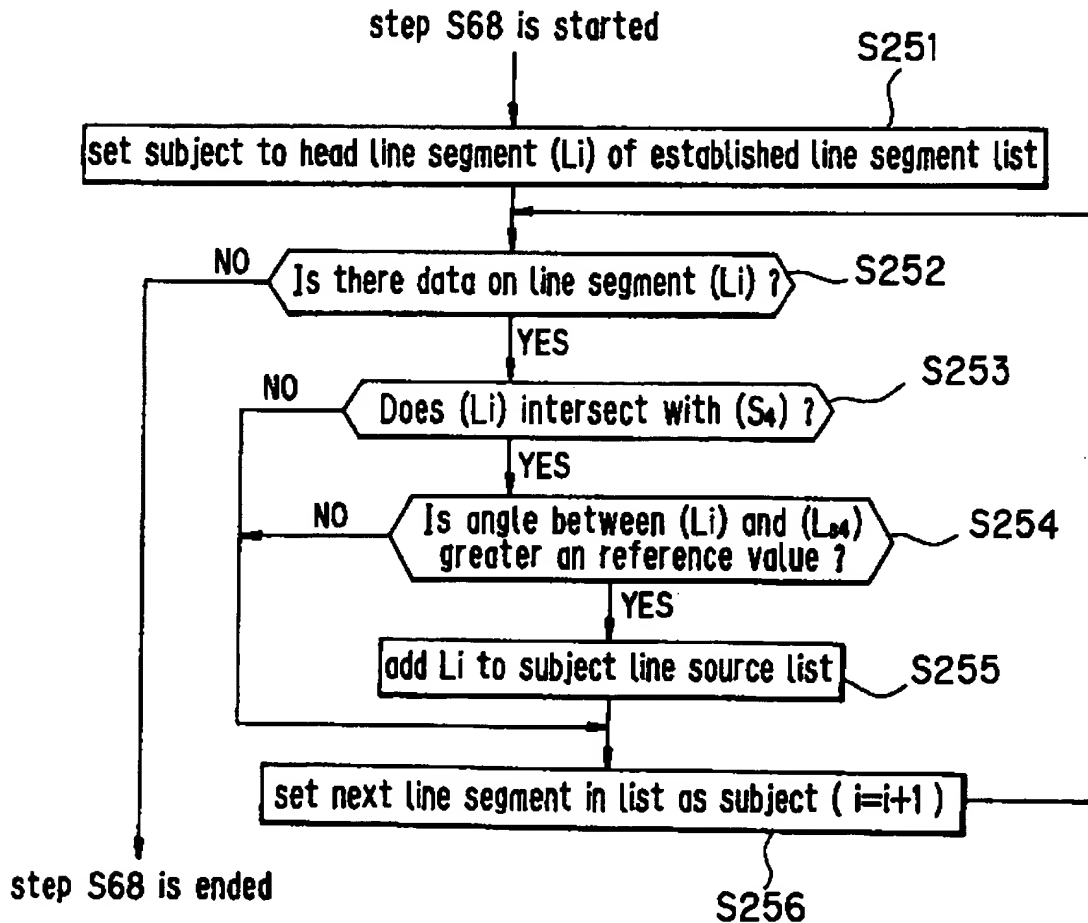 step S68 is started
S251
set subject to head line segment (Li) of established line segment list
NO
Is there data on line segment (Li) ?
S252
YES
NO
Does (Li) intersect with (S4) ?
S253
YES
NO
Is angle between (Li) and (Ls4)
greater an reference value ?
S254
YES
add Li to subject line source list
S255
set next line segment in list as subject ( i=i+1 )
step S68 is ended
S256